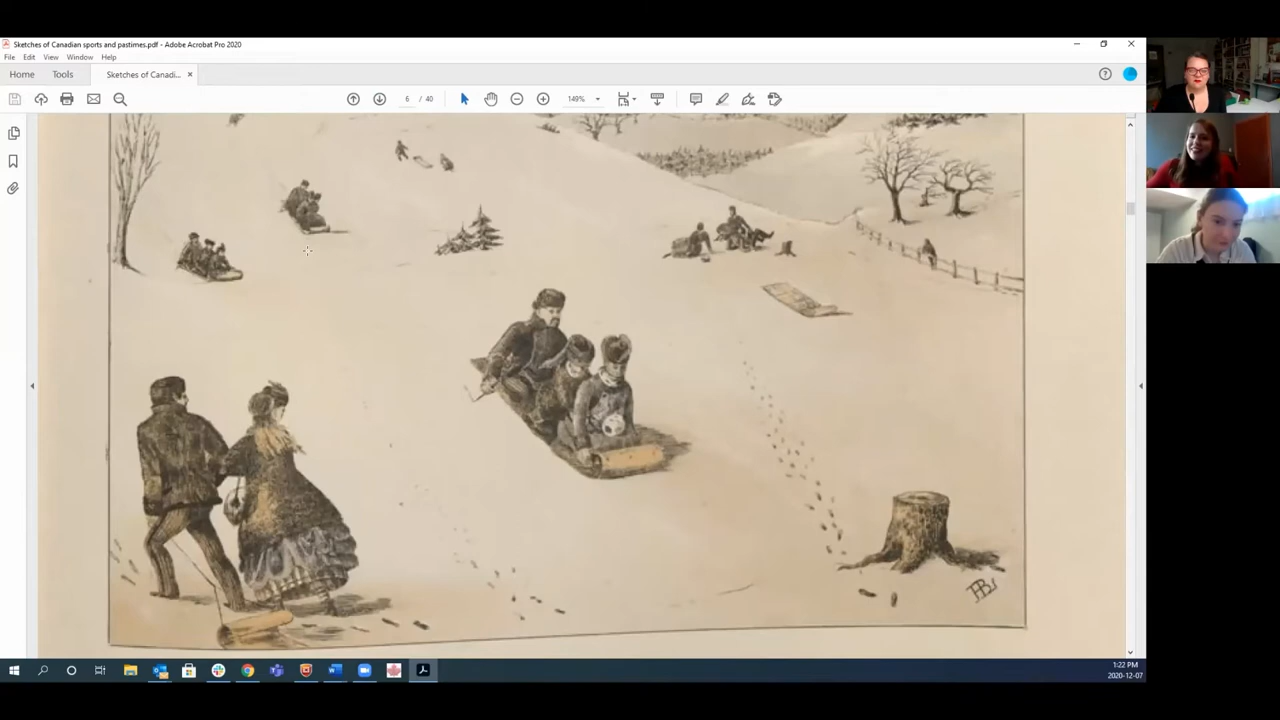 Sketches of Canadian sports and pastimes.pdf - Adobe Acrobat Pro 2020
File Edit View Window Help
Home Tools Sketches of Canadi... ×
6 / 40 149%
1:22 PM
2020-12-07